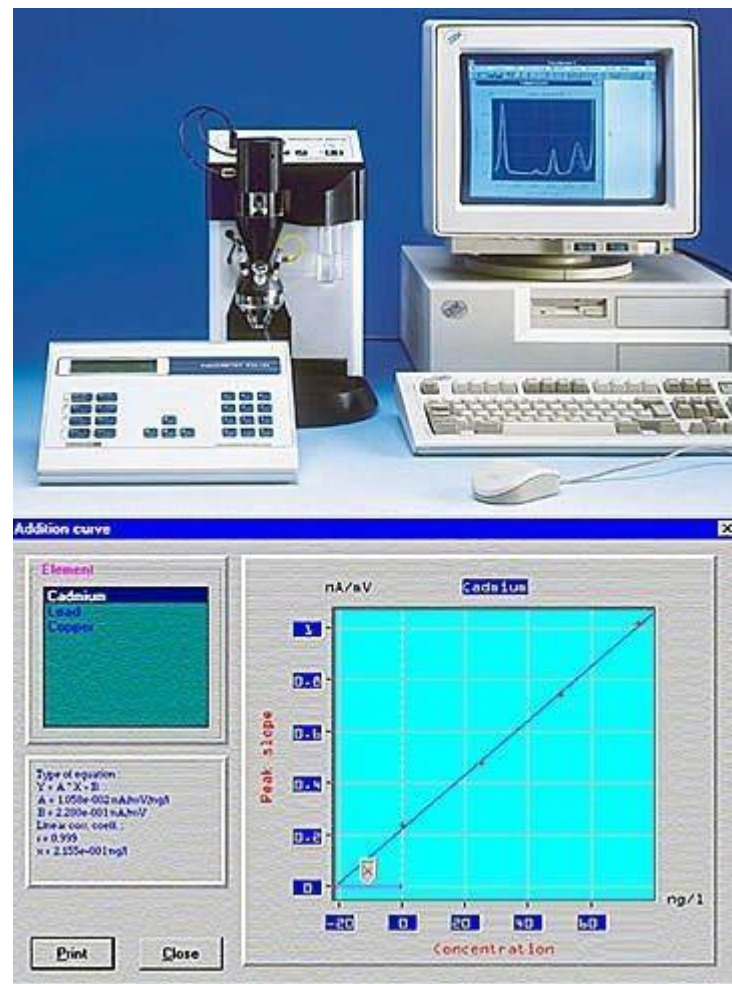 IBM
IBM
Addition curve
Element
Cadmium
Lead
Copper
Type of equation :
Y = A * X + B :
A = 1.058e-002 nA/mV/ng/l
B = 2.280e-001 nA/mV
Linear corr. coeff. :
r = 0.999
x = 2.155e+001 ng/l
Print
Close
nA/mV
Cadmium
1
0.8
0.6
0.4
0.2
0
Peak slope
X
-20 0 20 40 60
ng/l
Concentration